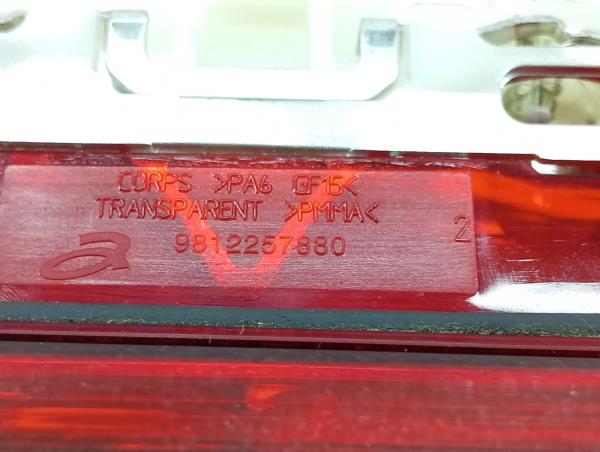 CORPS >PA6 GF15<
TRANSPARENT >PMMA<
9812257880
2